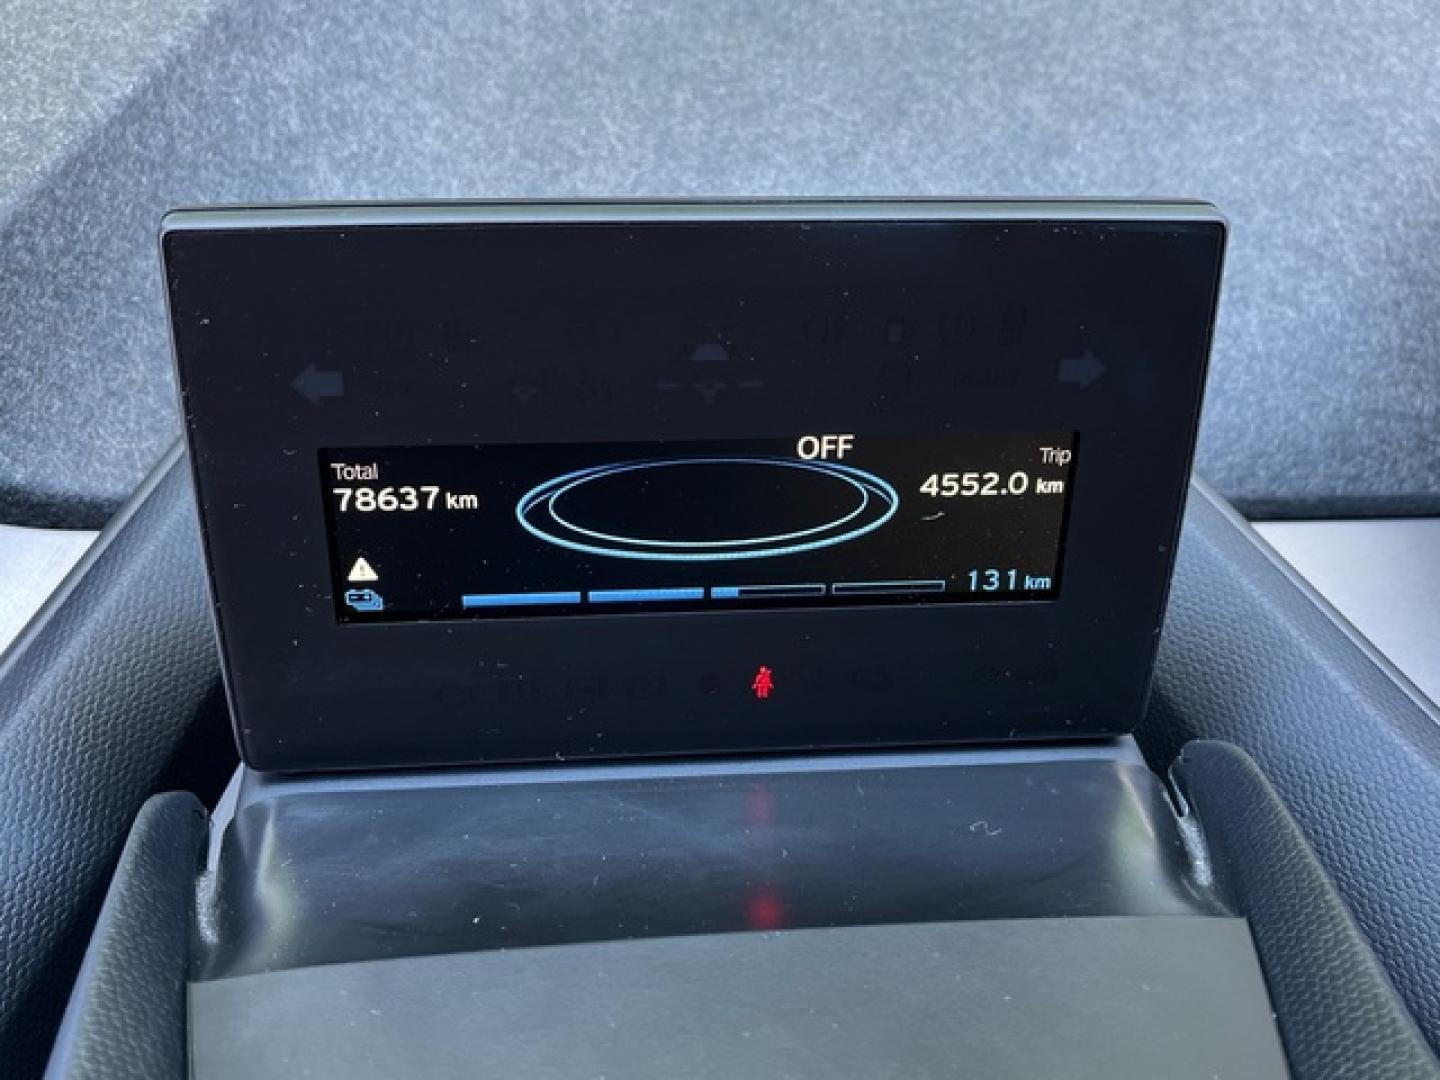 OFF
Total
78637 km
Trip
4552.0 km
131 km